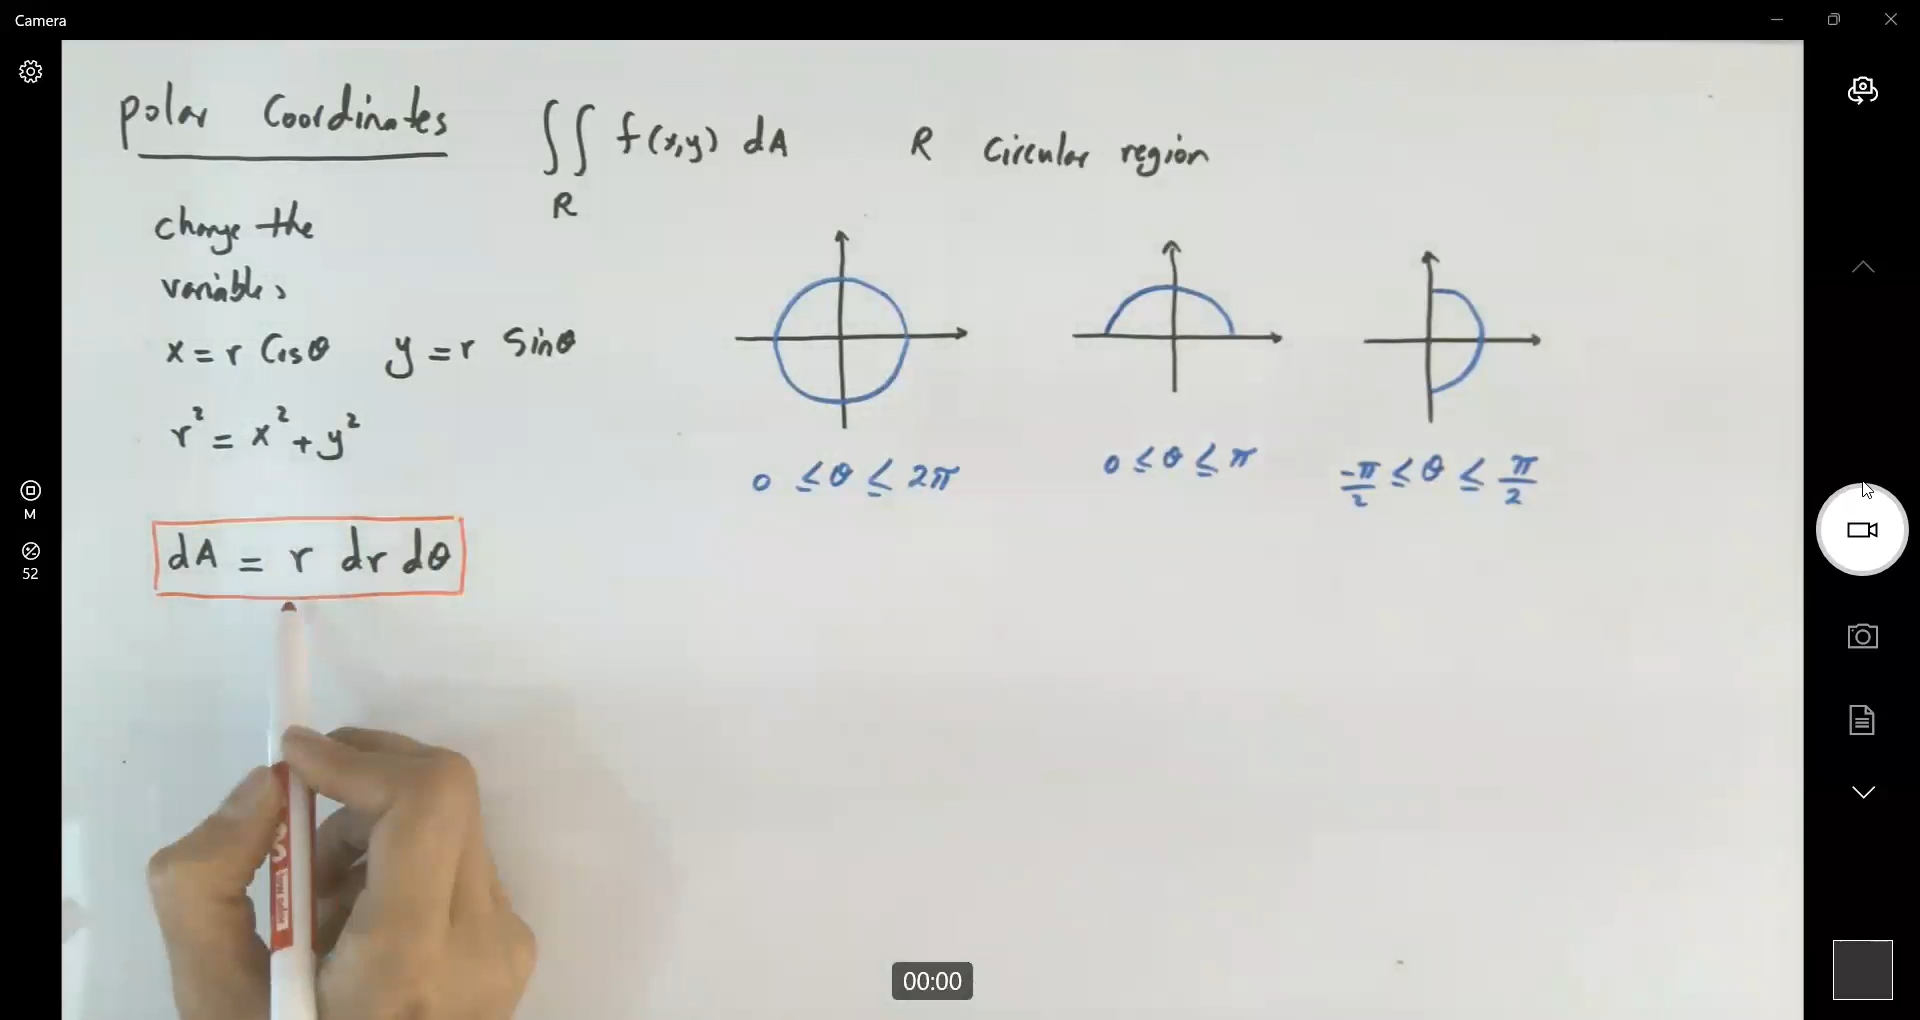 Camera
polar Coordinates
∫∫ f(x,y) dA
R
R circular region
change the
variables
x = r Cosθ y = r Sinθ
r² = x² + y²
0 ≤ θ ≤ 2π
0 ≤ θ ≤ π
-π/2 ≤ θ ≤ π/2
dA = r dr dθ
M
52
00:00